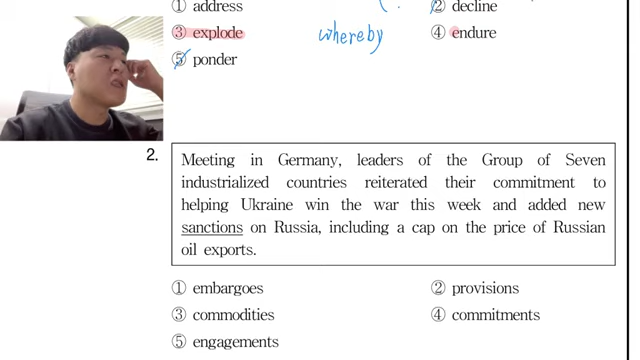 ① address
② decline
③ explode
whereby
④ endure
⑤ ponder
2.
Meeting in Germany, leaders of the Group of Seven
industrialized countries reiterated their commitment to
helping Ukraine win the war this week and added new
sanctions on Russia, including a cap on the price of Russian
oil exports.
① embargoes
② provisions
③ commodities
④ commitments
⑤ engagements